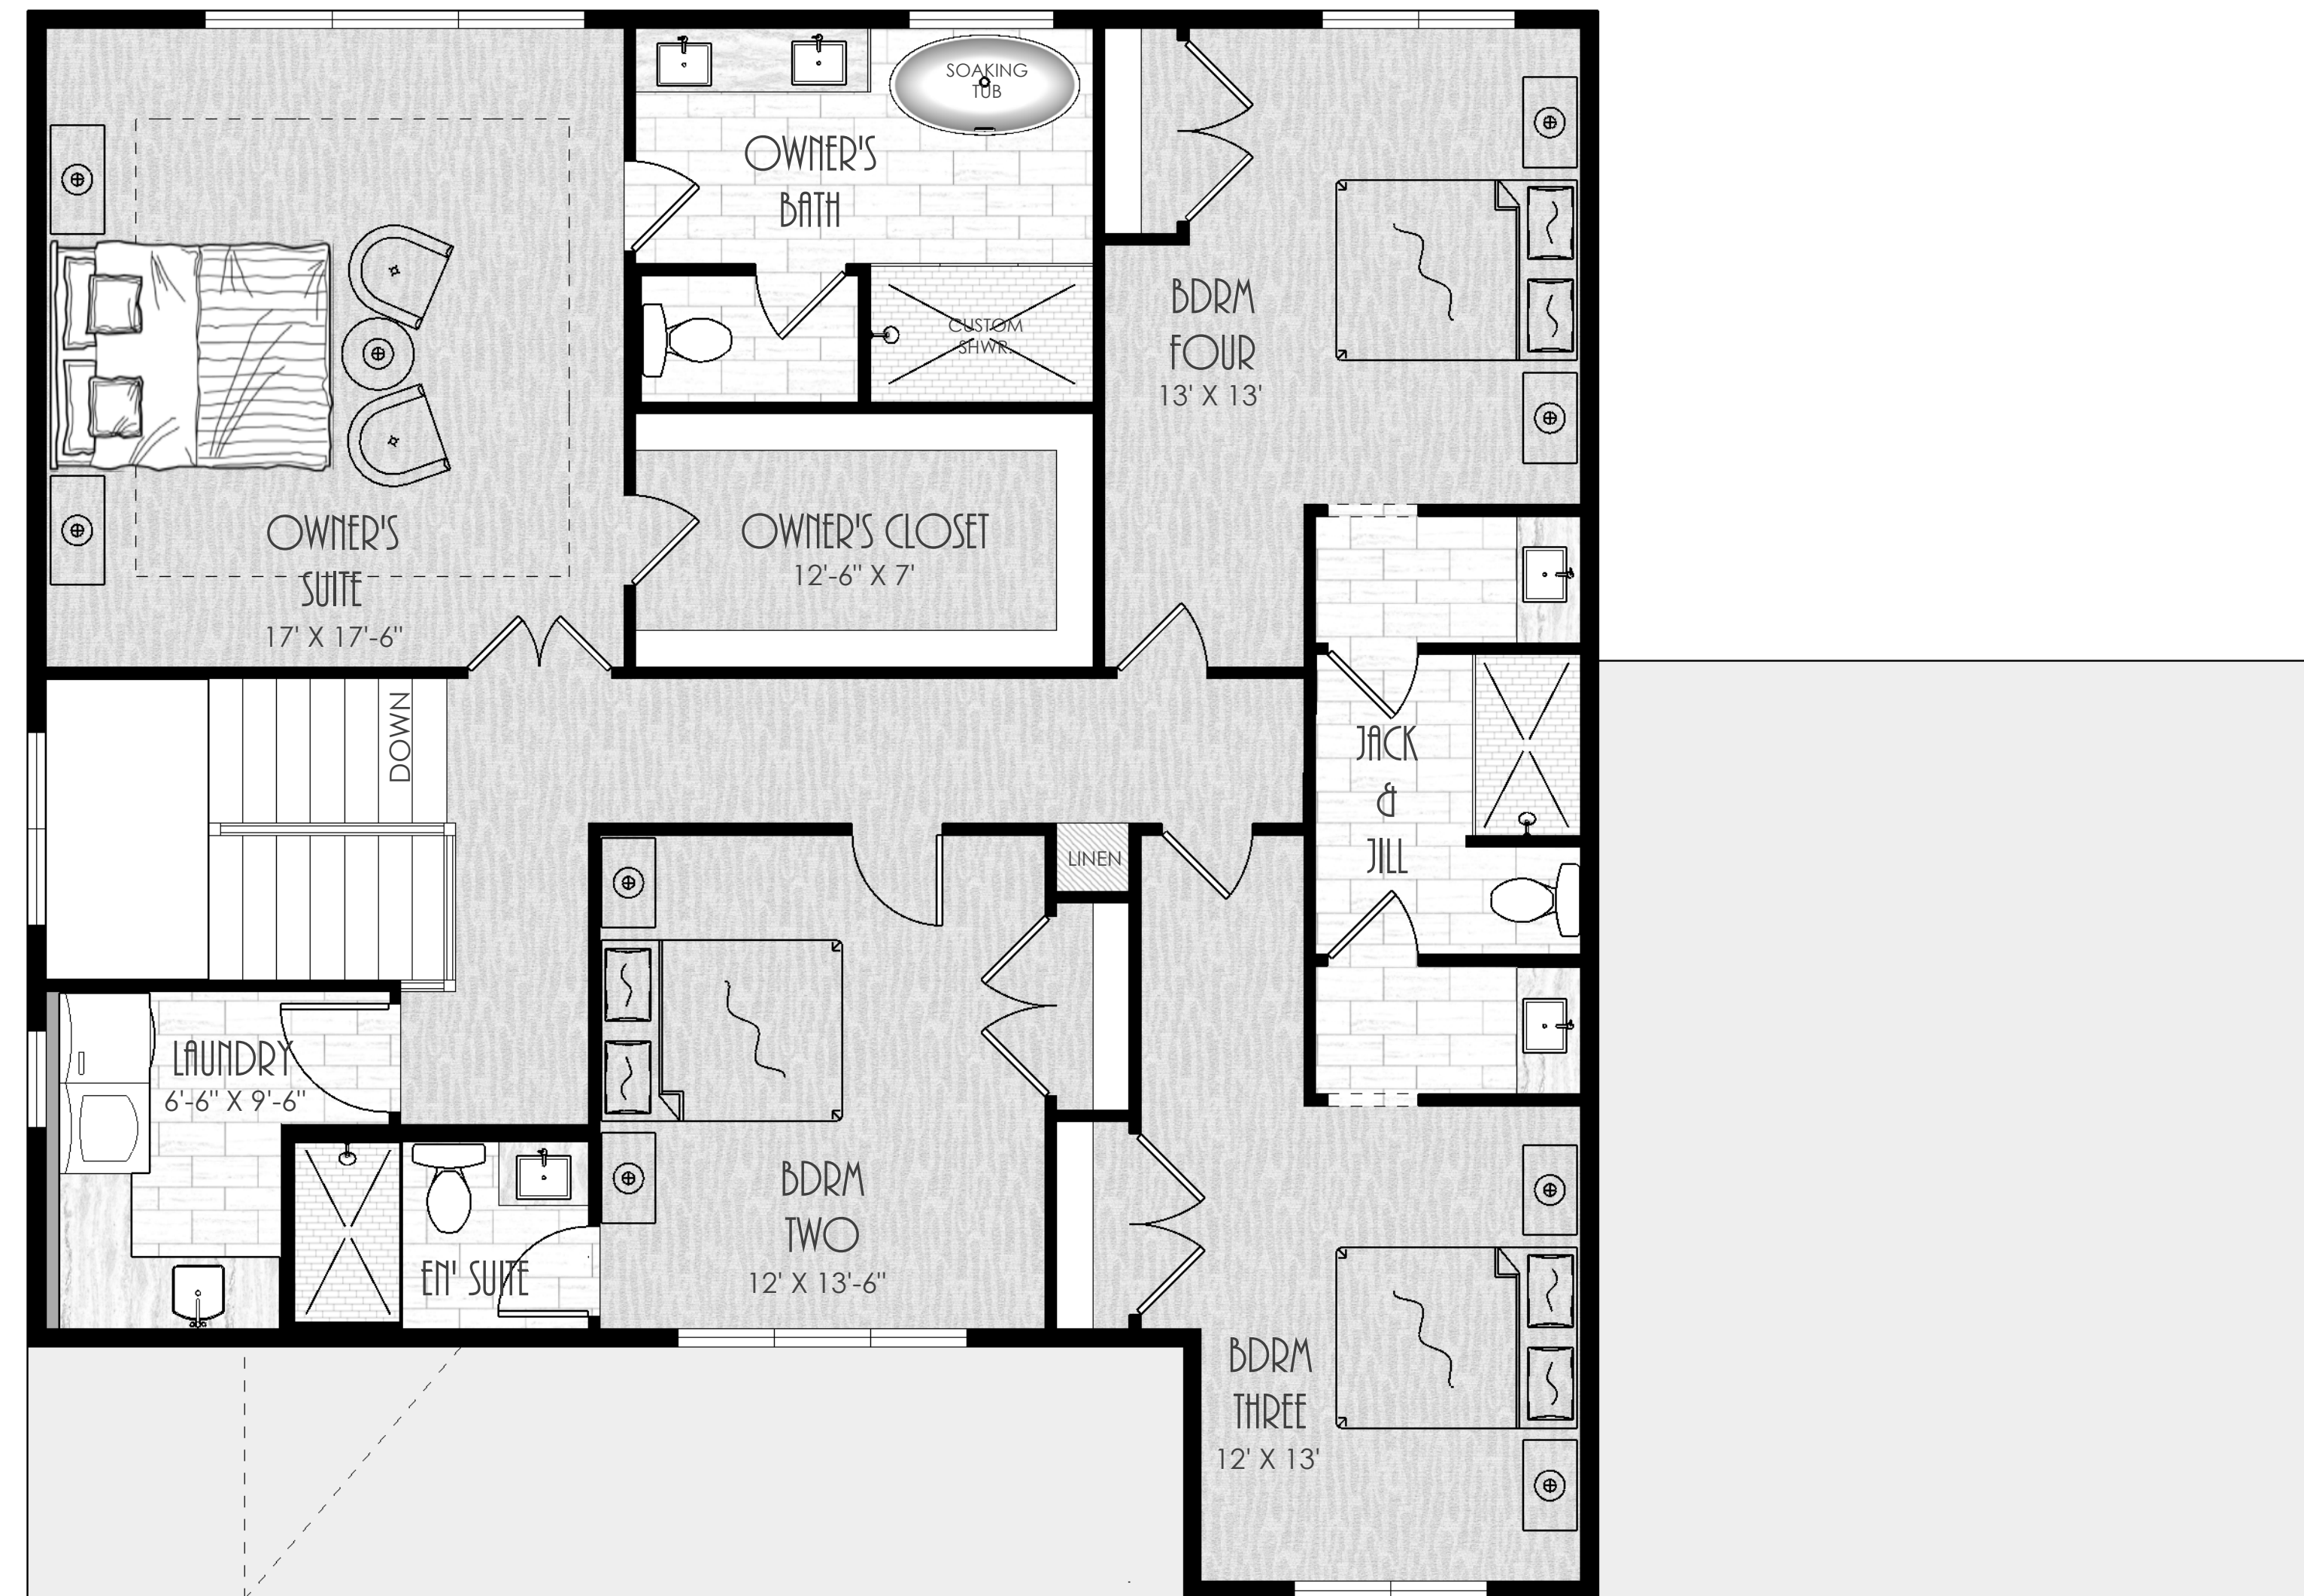 SOAKING
TUB
OWNER'S
BATH
BDRM
FOUR
13' X 13'
CUSTOM
SHWR.
OWNER'S
SUITE
17' X 17'-6"
OWNER'S CLOSET
12'-6" X 7'
DOWN
JACK
&
JILL
LINEN
LAUNDRY
6'-6" X 9'-6"
EN' SUITE
BDRM
TWO
12' X 13'-6"
BDRM
THREE
12' X 13'